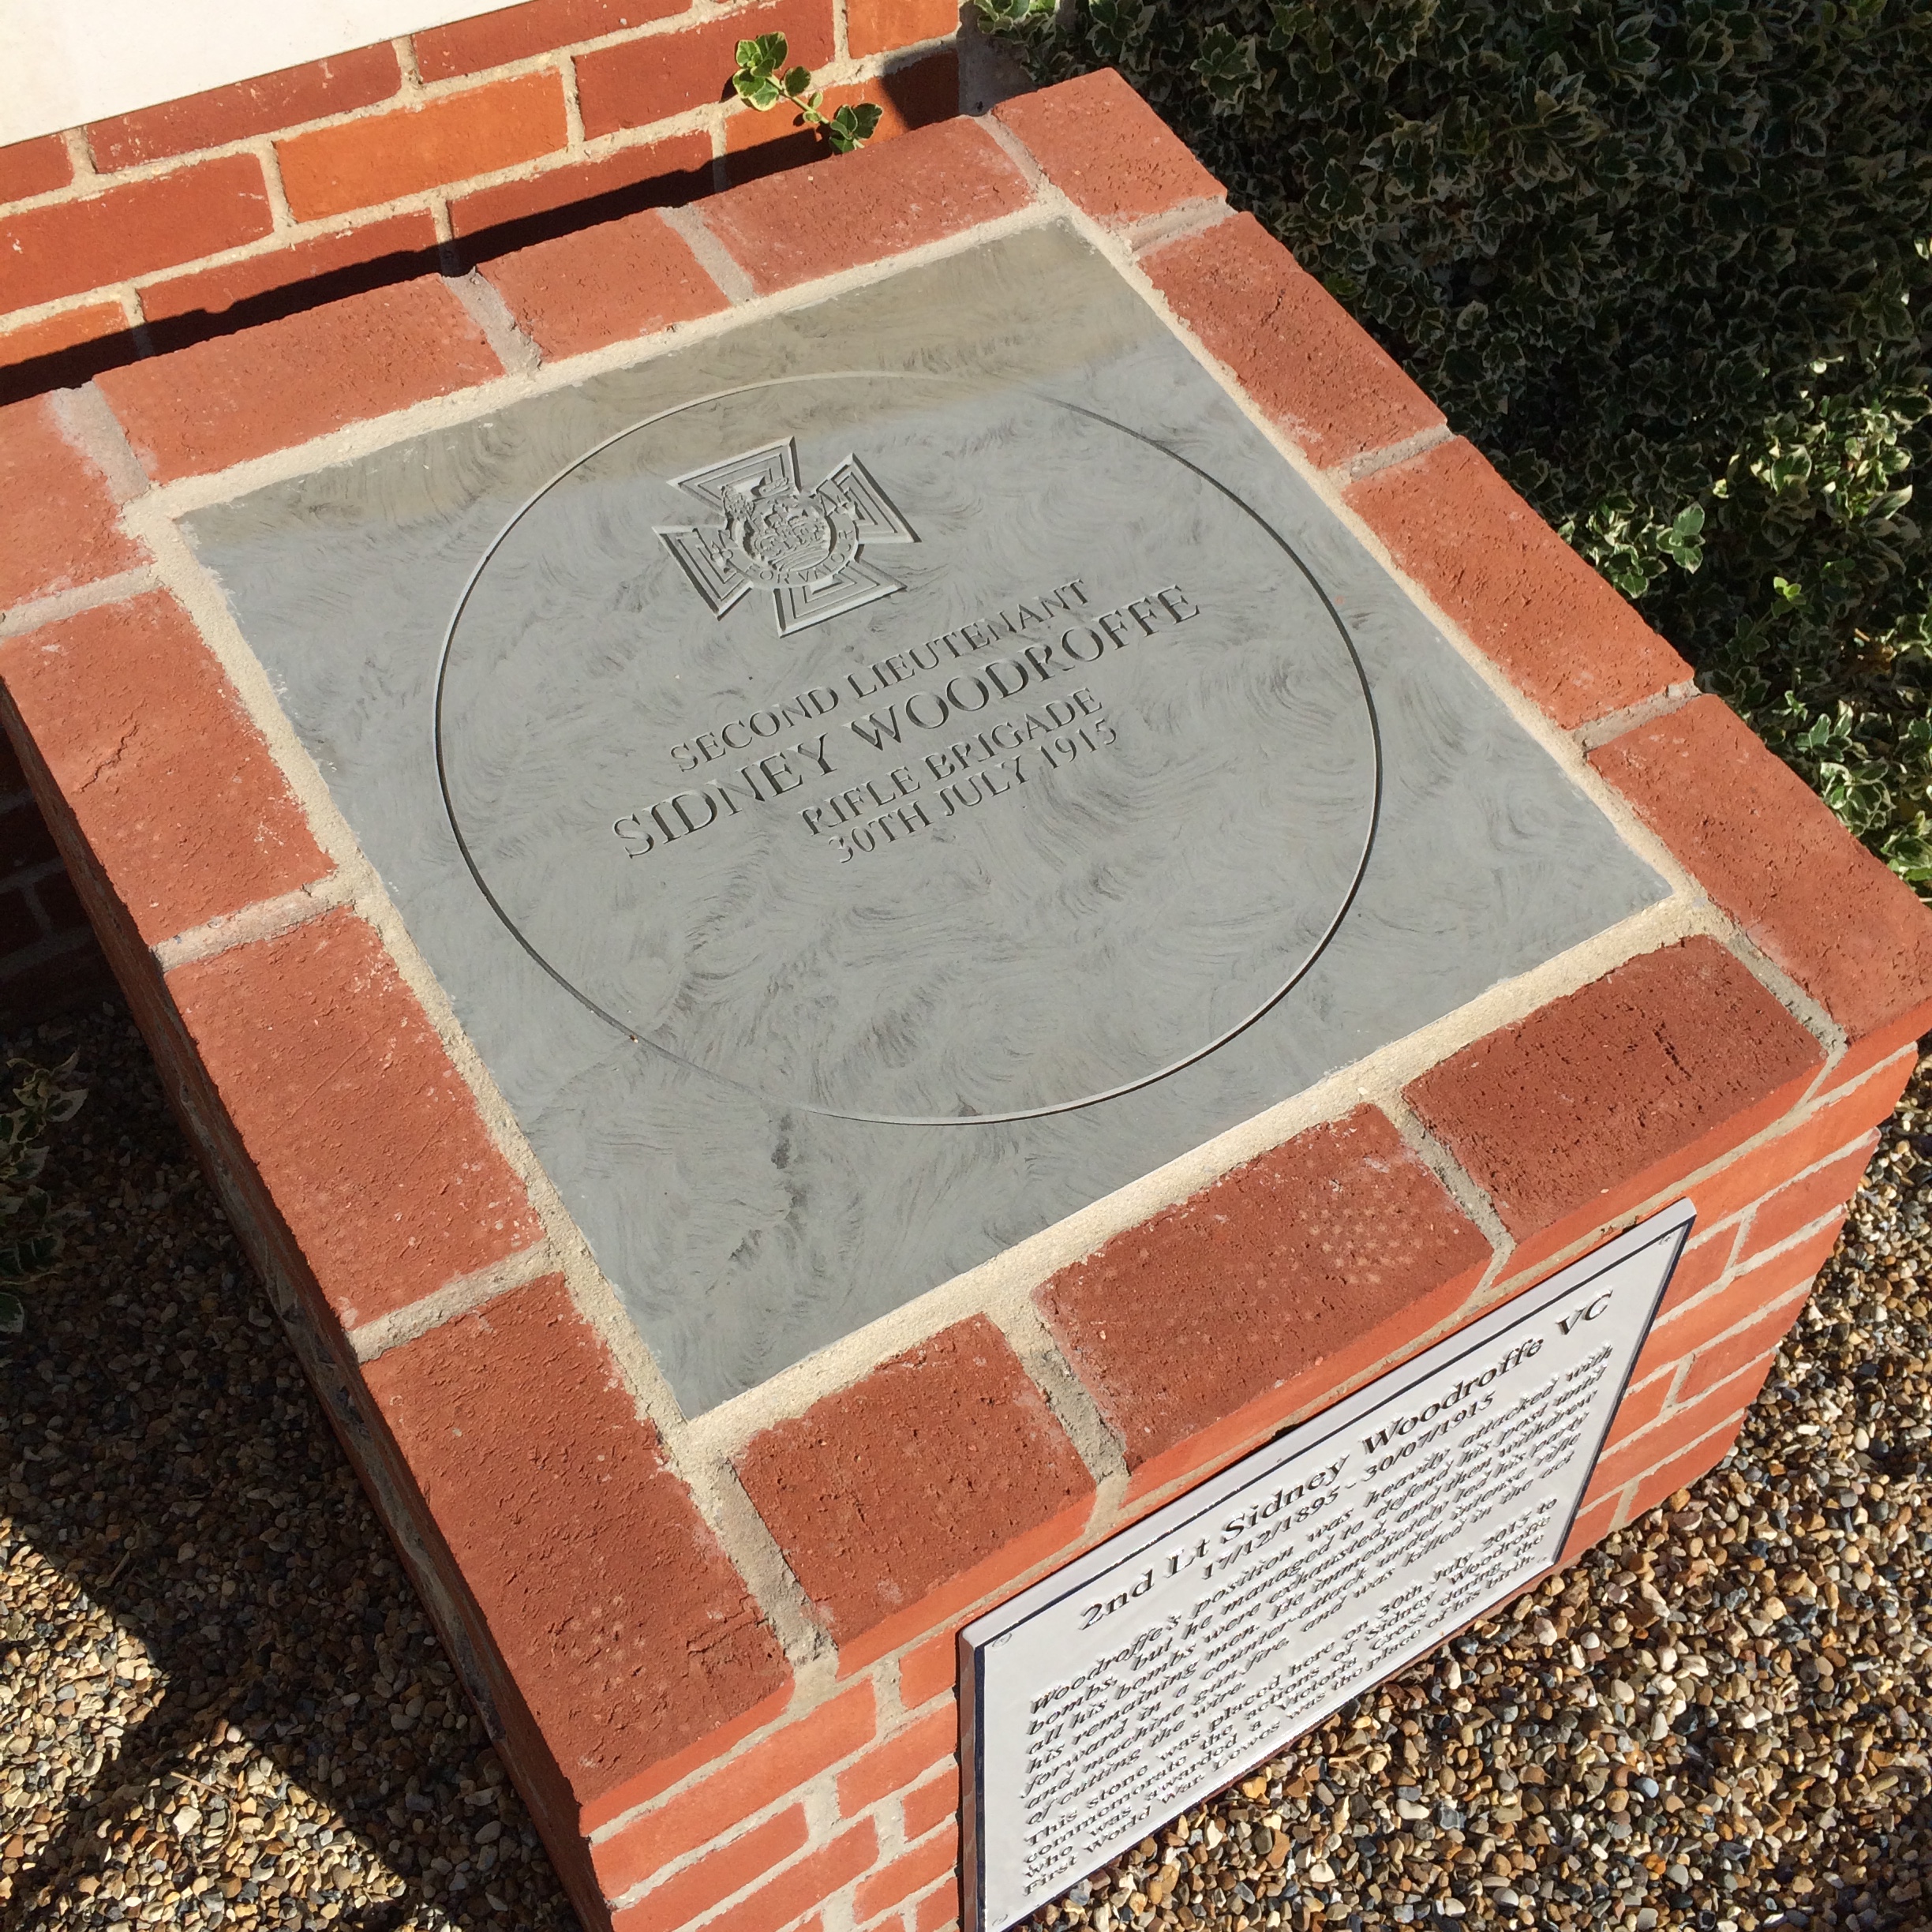 FOR VALOUR
SECOND LIEUTENANT
SIDNEY WOODROFFE
RIFLE BRIGADE
30TH JULY 1915
2nd Lt Sidney Woodroffe VC
17/12/1895 - 30/07/1915
Woodroffe's position was heavily attacked with
bombs, but he managed to defend his post until
all his bombs were exhausted, and then withdrew
his remaining men. He immediately led his party
forward in a counter-attack under intense rifle
and machine gun fire, and was killed in the act
of cutting the wire.
This stone was placed here on 30th July, 2015 to
commemorate the actions of Sidney Woodroffe
who was awarded a Victoria Cross during the
First World War. Lewes was the place of his birth.